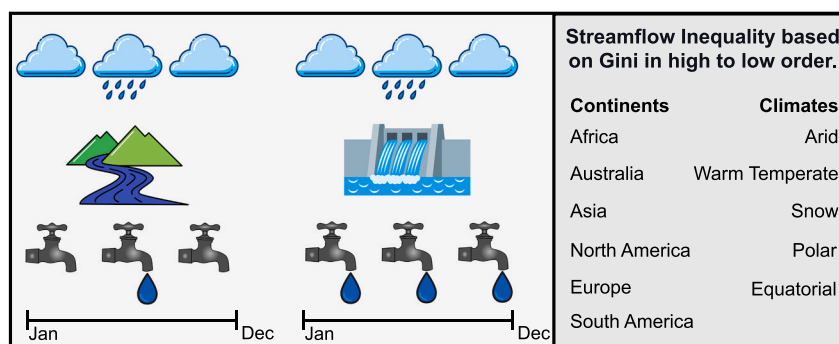 Streamflow Inequality based
on Gini in high to low order.
Continents Climates
Africa Arid
Australia Warm Temperate
Asia Snow
North America Polar
Europe Equatorial
South America
Jan Dec Jan Dec